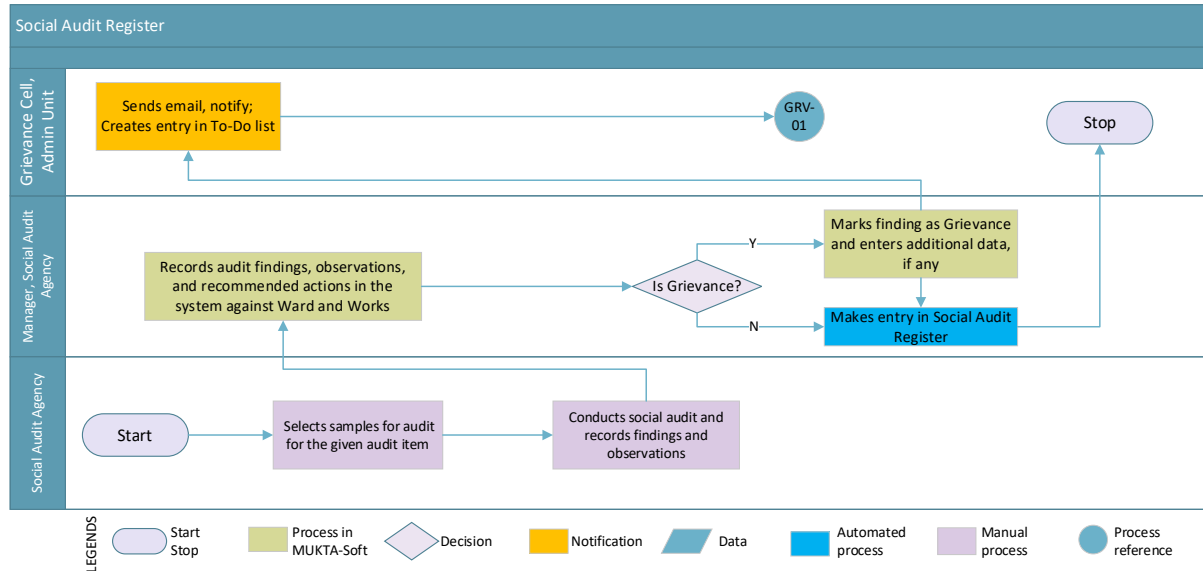 Social Audit Register
Grievance Cell,
Admin Unit
Sends email, notify;
Creates entry in To-Do list
GRV-
01
Stop
Manager, Social Audit
Agency
Records audit findings, observations,
and recommended actions in the
system against Ward and Works
Is Grievance?
Y
N
Marks finding as Grievance
and enters additional data,
if any
Makes entry in Social Audit
Register
Social Audit Agency
Start
Selects samples for audit
for the given audit item
Conducts social audit and
records findings and
observations
LEGENDS
Start
Stop
Process in
MUKTA-Soft
Decision
Notification
Data
Automated
process
Manual
process
Process
reference